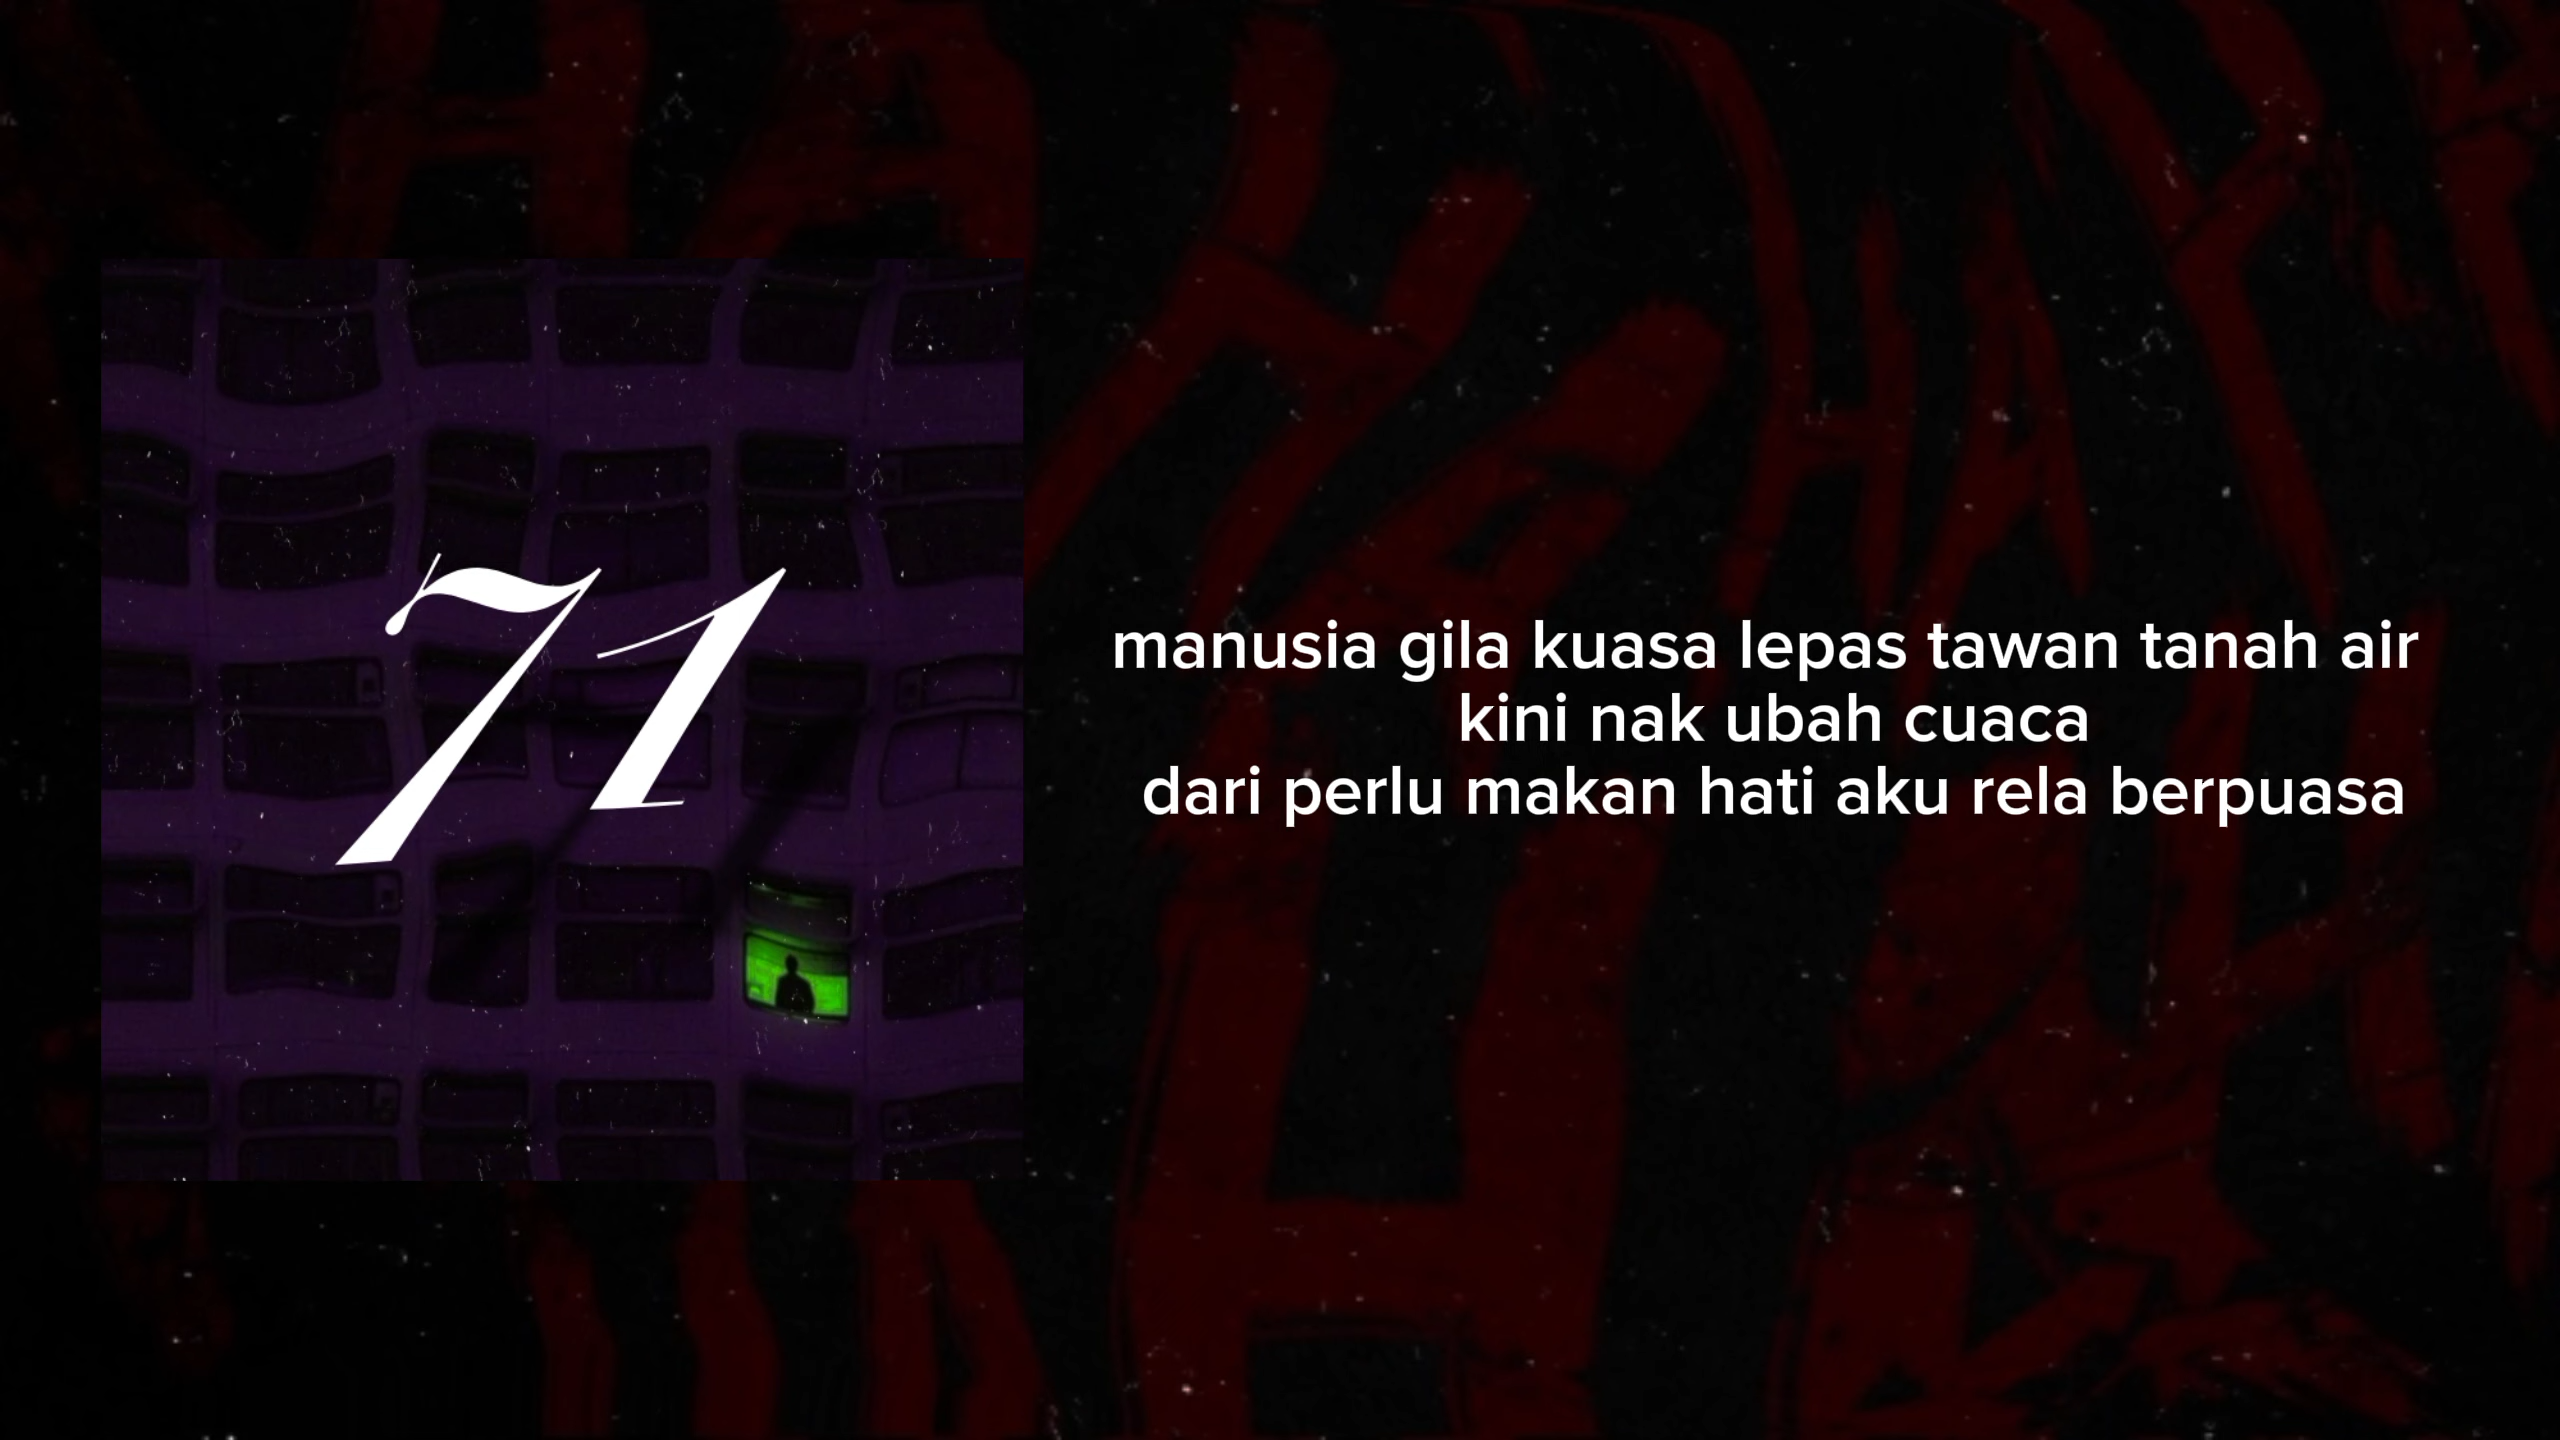 71
manusia gila kuasa lepas tawan tanah air
kini nak ubah cuaca
dari perlu makan hati aku rela berpuasa